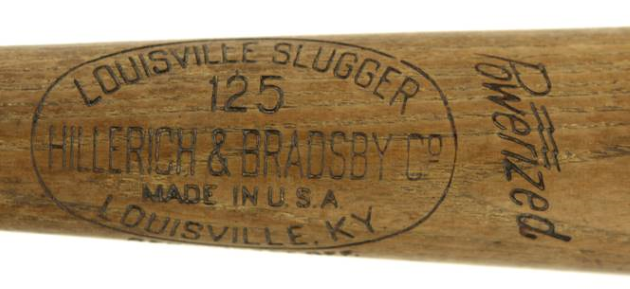 LOUISVILLE SLUGGER
125
HILLERICH & BRADSBY Co
MADE IN U.S.A
LOUISVILLE. KY.
Powerized